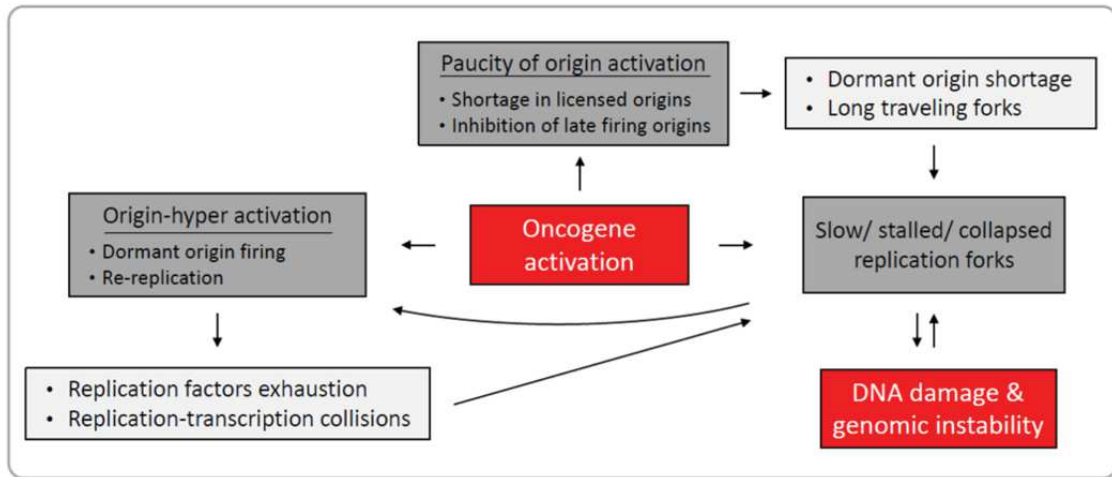 Paucity of origin activation
• Shortage in licensed origins
• Inhibition of late firing origins
• Dormant origin shortage
• Long traveling forks
Origin-hyper activation
• Dormant origin firing
• Re-replication
Oncogene
activation
Slow/ stalled/ collapsed
replication forks
• Replication factors exhaustion
• Replication-transcription collisions
DNA damage &
genomic instability